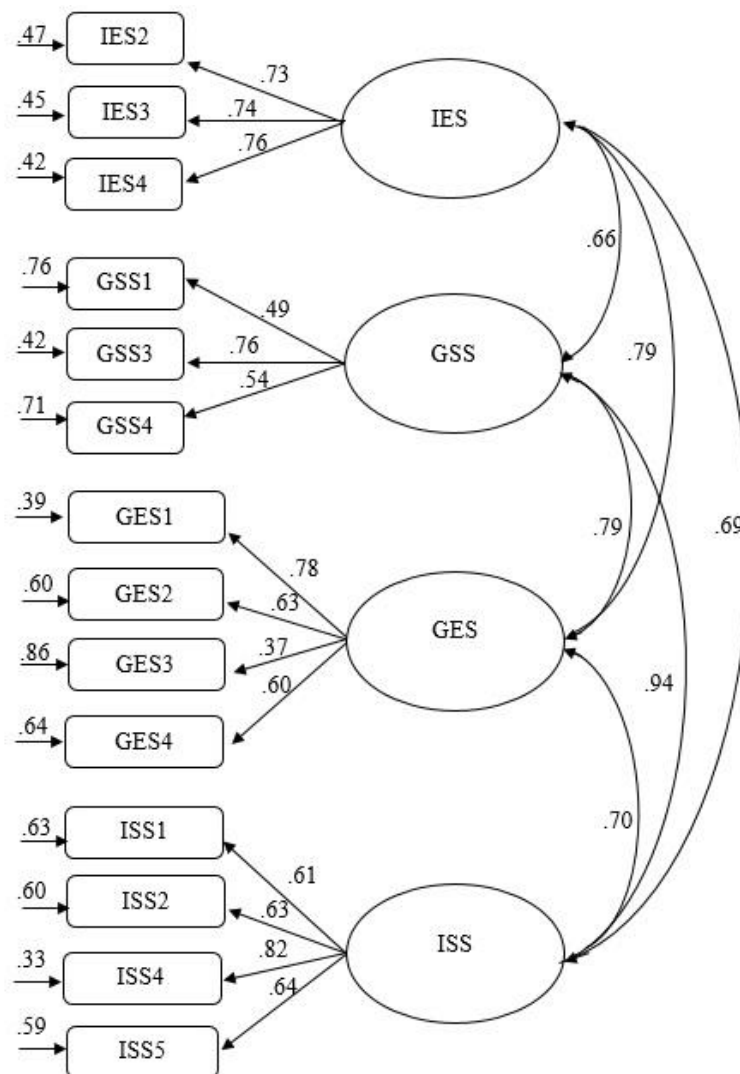 .47
IES2
.73
.45
IES3
.74
IES
.76
.42
IES4
.66
.76
GSS1
.49
.42
GSS3
.76
GSS
.79
.54
.71
GSS4
.39
GES1
.79
.69
.78
.60
GES2
.63
GES
.37
.86
GES3
.60
.94
.64
GES4
.70
.63
ISS1
.61
.60
ISS2
.63
ISS
.82
.33
ISS4
.64
.59
ISS5